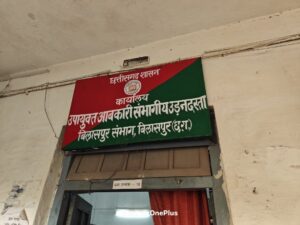 छत्तीसगढ़ शासन
कार्यालय
उपायुक्त आबकारी संभागीय उड़नदस्ता
बिलासपुर संभाग, बिलासपुर (छ.ग.)
OnePlus